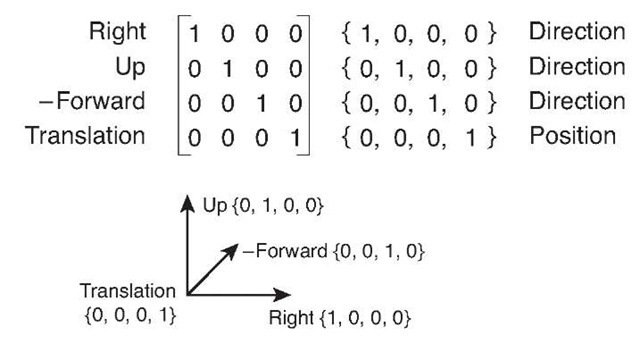 Right 1 0 0 0 { 1, 0, 0, 0 } Direction
Up 0 1 0 0 { 0, 1, 0, 0 } Direction
–Forward 0 0 1 0 { 0, 0, 1, 0 } Direction
Translation 0 0 0 1 { 0, 0, 0, 1 } Position
Up {0, 1, 0, 0}
–Forward {0, 0, 1, 0}
Translation
{0, 0, 0, 1}
Right {1, 0, 0, 0}